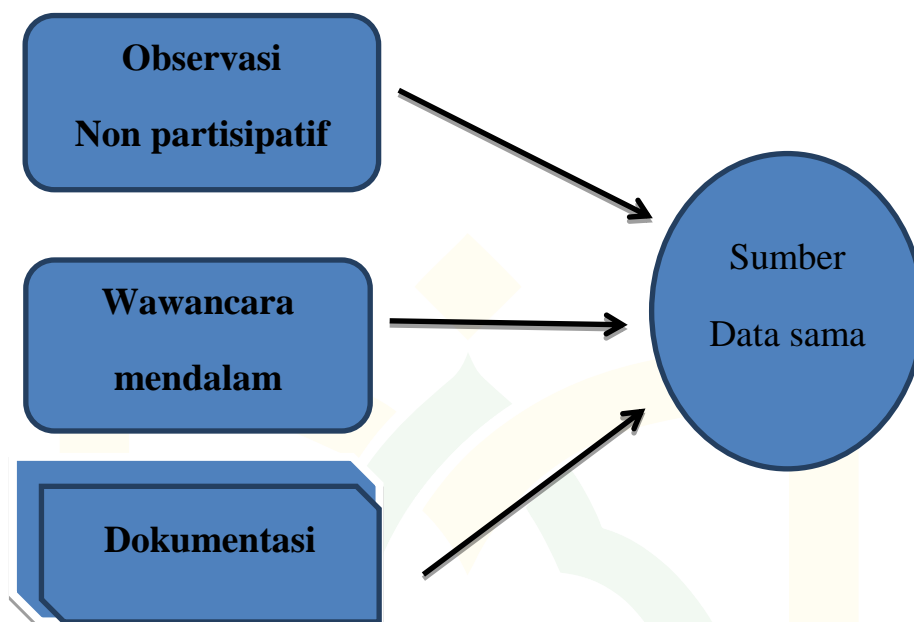 Observasi
Non partisipatif
Wawancara
mendalam
Dokumentasi
Sumber
Data sama